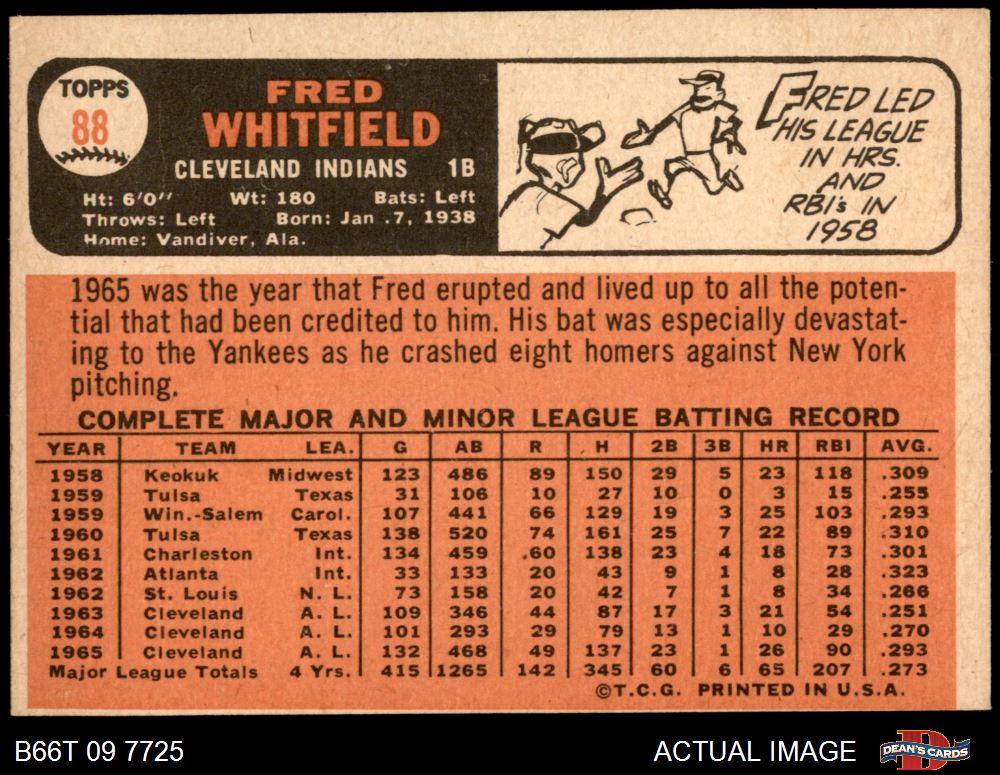 TOPPS
88
FRED
WHITFIELD
CLEVELAND INDIANS 1B
Ht: 6'0" Wt: 180 Bats: Left
Throws: Left Born: Jan .7, 1938
Home: Vandiver, Ala.
FRED LED
HIS LEAGUE
IN HRS.
AND
RBI's IN
1958
1965 was the year that Fred erupted and lived up to all the poten-
tial that had been credited to him. His bat was especially devastat-
ing to the Yankees as he crashed eight homers against New York
pitching.
COMPLETE MAJOR AND MINOR LEAGUE BATTING RECORD
YEAR TEAM LEA. G AB R H 2B 3B HR RBI AVG.
1958 Keokuk Midwest 123 486 89 150 29 5 23 118 .309
1959 Tulsa Texas 31 106 10 27 10 0 3 15 .255
1959 Win.-Salem Carol. 107 441 66 129 19 3 25 103 .293
1960 Tulsa Texas 138 520 74 161 25 7 22 89 .310
1961 Charleston Int. 134 459 .60 138 23 4 18 73 .301
1962 Atlanta Int. 33 133 20 43 9 1 8 28 .323
1962 St. Louis N. L. 73 158 20 42 7 1 8 34 .266
1963 Cleveland A. L. 109 346 44 87 17 3 21 54 .251
1964 Cleveland A. L. 101 293 29 79 13 1 10 29 .270
1965 Cleveland A. L. 132 468 49 137 23 1 26 90 .293
Major League Totals 4 Yrs. 415 1265 142 345 60 6 65 207 .273
©T.C.G. PRINTED IN U.S.A.
B66T 09 7725 ACTUAL IMAGE DEAN'S CARDS